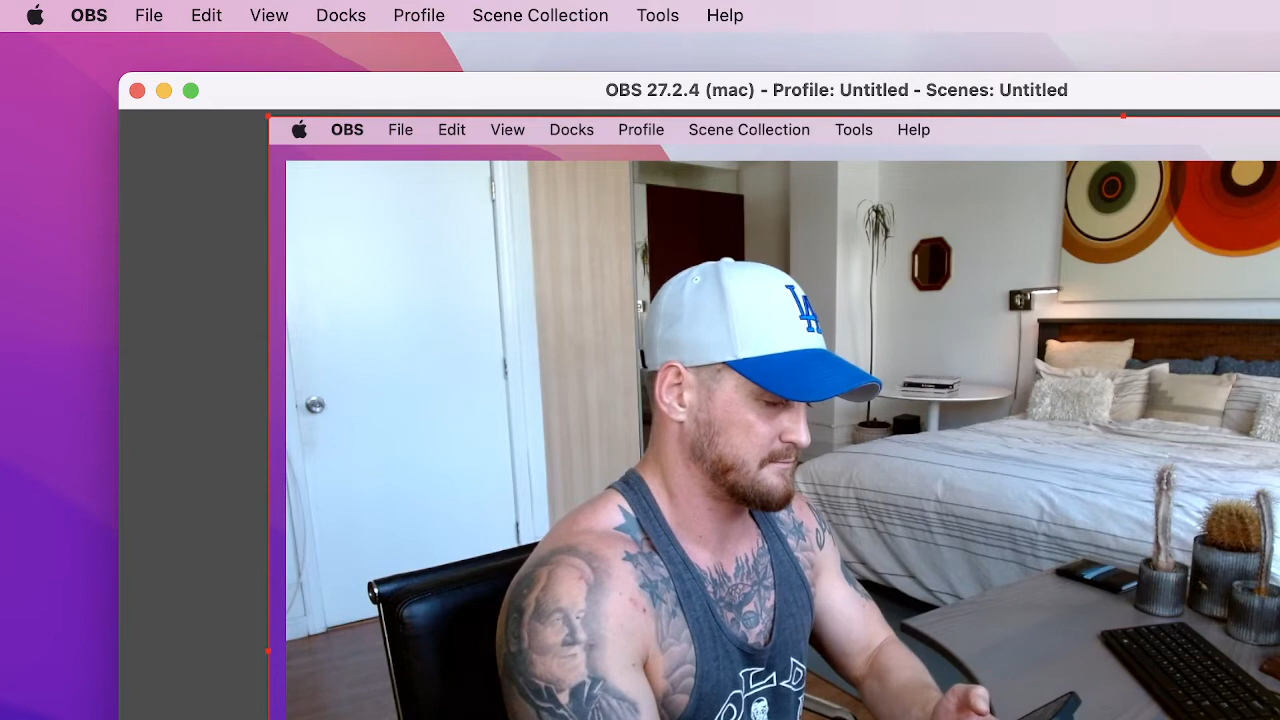 OBS File Edit View Docks Profile Scene Collection Tools Help
OBS 27.2.4 (mac) - Profile: Untitled - Scenes: Untitled
OBS File Edit View Docks Profile Scene Collection Tools Help
LA